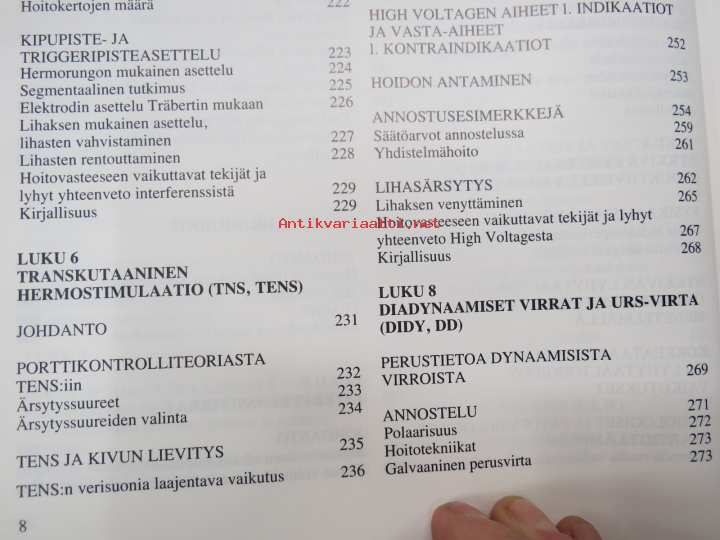 Hoitokertojen määrä 222
KIPUPISTE- JA
TRIGGERIPISTEASETTELU 223
Hermorungon mukainen asettelu 224
Segmentaalinen tutkimus 225
Elektrodin asettelu Träbertin mukaan 226
Lihaksen mukainen asettelu,
lihasten vahvistaminen 227
Lihasten rentouttaminen 228
Hoitovasteeseen vaikuttavat tekijät ja
lyhyt yhteenveto interferenssistä 229
Kirjallisuus 229
LUKU 6
TRANSKUTAANINEN
HERMOSTIMULAATIO (TNS, TENS)
JOHDANTO 231
PORTTIKONTROLLITEORIASTA
TENS:iin 232
Ärsytyssuureet 233
Ärsytyssuureiden valinta 234
TENS JA KIVUN LIEVITYS 235
TENS:n verisuonia laajentava vaikutus 236
8
HIGH VOLTAGEN AIHEET l. INDIKAATIOT
JA VASTA-AIHEET
l. KONTRAINDIKAATIOT 252
HOIDON ANTAMINEN 253
ANNOSTUSESIMERKKEJÄ 254
Säätöarvot annostelussa 259
Yhdistelmähoito 261
LIHASÄRSYTYS 262
Lihaksen venyttäminen 265
Hoitovasteeseen vaikuttavat tekijät ja lyhyt
yhteenveto High Voltagesta 267
Kirjallisuus 268
LUKU 8
DIADYNAAMISET VIRRAT JA URS-VIRTA
(DIDY, DD)
PERUSTIETOA DYNAAMISISTA
VIRROISTA 269
ANNOSTELU 271
Polaarisuus 272
Hoitotekniikat 273
Galvaaninen perusvirta 273
Antikvariaatit.net